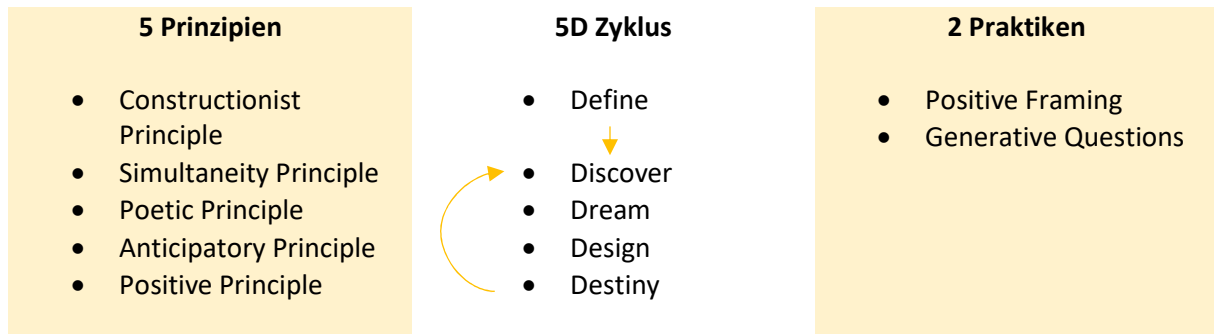 5 Prinzipien
• Constructionist
Principle
• Simultaneity Principle
• Poetic Principle
• Anticipatory Principle
• Positive Principle
5D Zyklus
• Define
• Discover
• Dream
• Design
• Destiny
2 Praktiken
• Positive Framing
• Generative Questions